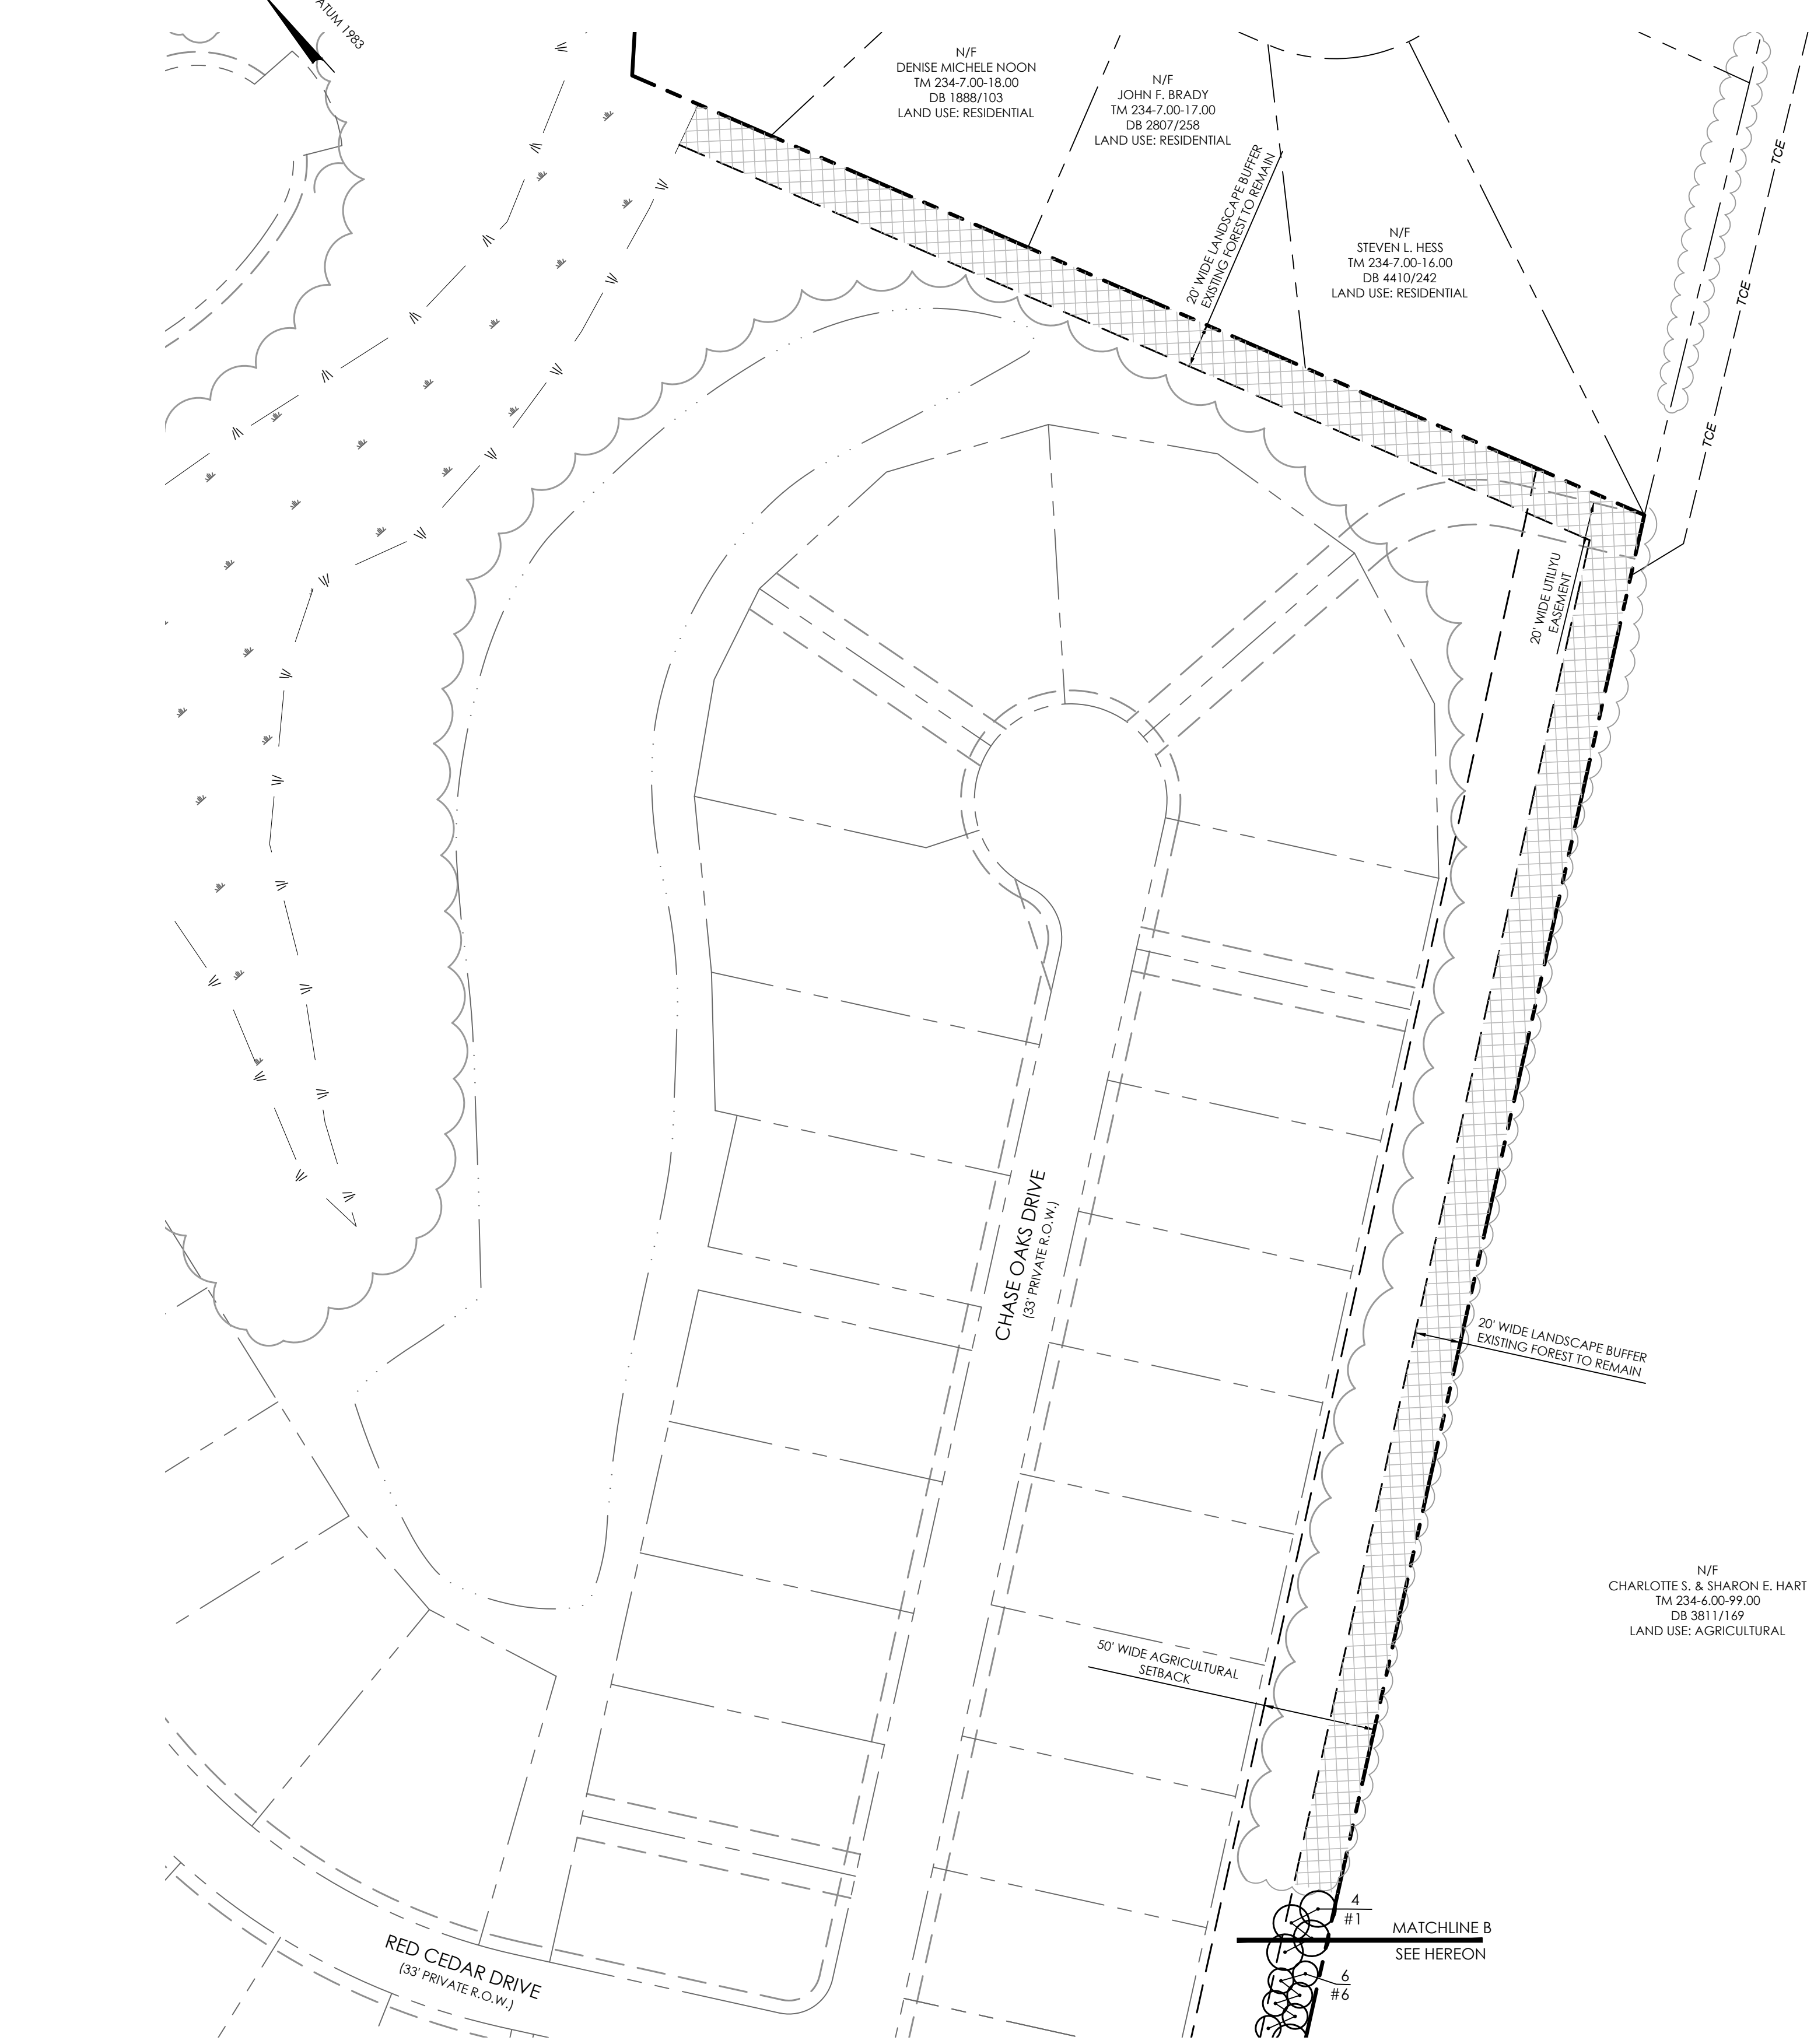 ATUM 1983
N/F
DENISE MICHELE NOON
TM 234-7.00-18.00
DB 1888/103
LAND USE: RESIDENTIAL
N/F
JOHN F. BRADY
TM 234-7.00-17.00
DB 2807/258
LAND USE: RESIDENTIAL
20' WIDE LANDSCAPE BUFFER
EXISTING FOREST TO REMAIN
N/F
STEVEN L. HESS
TM 234-7.00-16.00
DB 4410/242
LAND USE: RESIDENTIAL
TCE
TCE
TCE
20' WIDE UTILIYU
EASEMENT
CHASE OAKS DRIVE
(33' PRIVATE R.O.W.)
20' WIDE LANDSCAPE BUFFER
EXISTING FOREST TO REMAIN
N/F
CHARLOTTE S. & SHARON E. HART
TM 234-6.00-99.00
DB 3811/169
LAND USE: AGRICULTURAL
50' WIDE AGRICULTURAL
SETBACK
4
#1
MATCHLINE B
SEE HEREON
6
#6
RED CEDAR DRIVE
(33' PRIVATE R.O.W.)